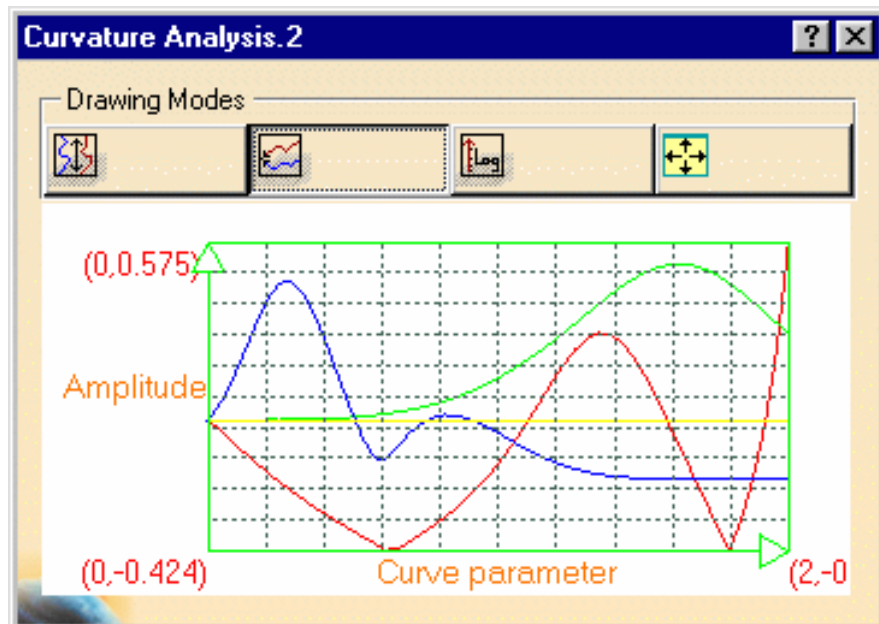 Curvature Analysis.2
Drawing Modes
Log
(0,0.575)
Amplitude
(0,-0.424)
Curve parameter
(2,-0